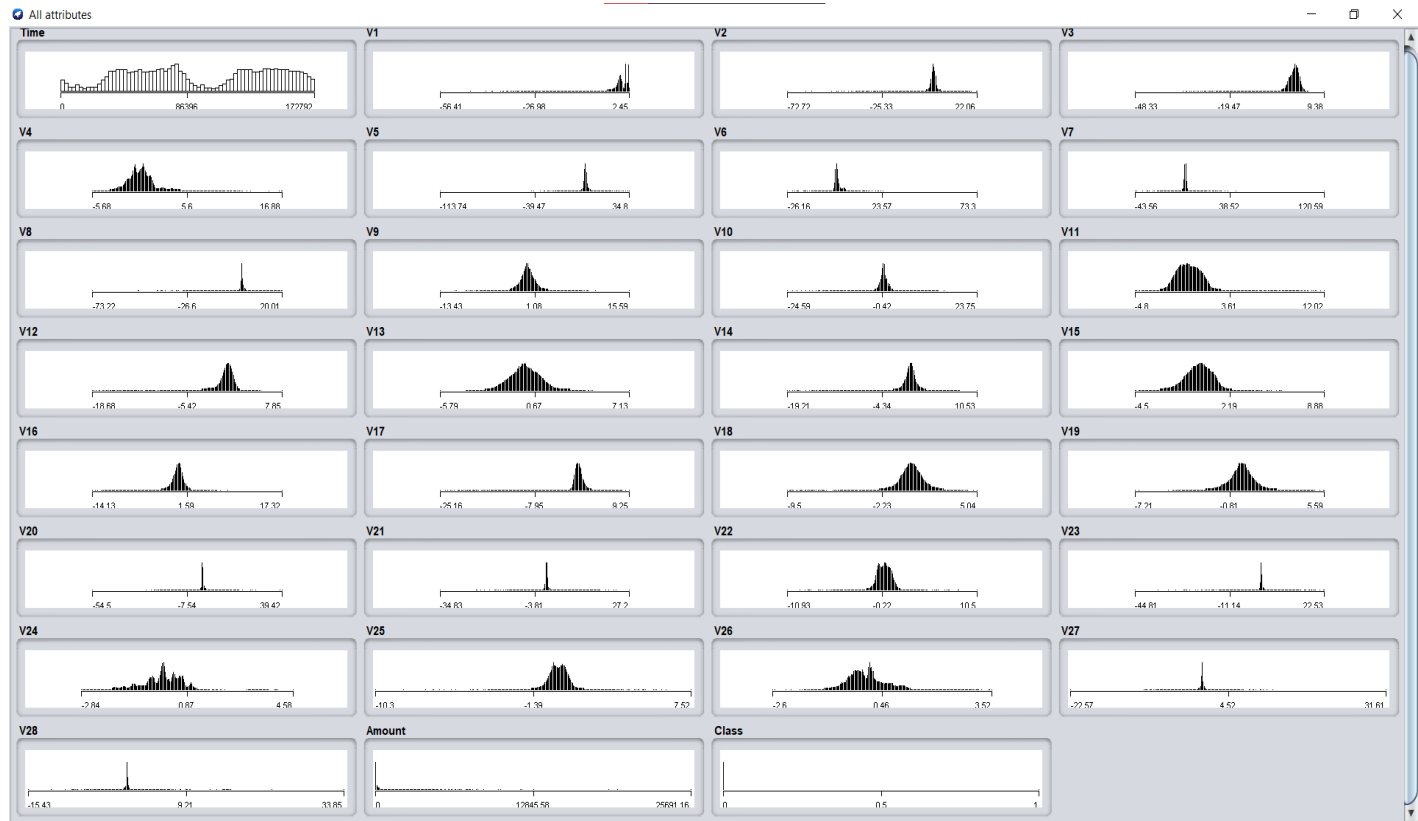 All attributes
Time V1 V2 V3
0 86396 172792 -56.41 -26.98 2.45 -72.72 -25.33 22.06 -48.33 -19.47 9.38
V4 V5 V6 V7
-5.68 5.6 16.88 -113.74 -39.47 34.8 -26.16 23.57 73.3 -43.56 38.52 120.59
V8 V9 V10 V11
-73.22 -26.6 20.01 -13.43 1.08 15.59 -24.59 -0.42 23.75 -4.8 3.61 12.02
V12 V13 V14 V15
-18.68 -5.42 7.85 -5.79 0.67 7.13 -19.21 -4.34 10.53 -4.5 2.19 8.88
V16 V17 V18 V19
-14.13 1.59 17.32 -25.16 -7.95 9.25 -9.5 -2.23 5.04 -7.21 -0.81 5.59
V20 V21 V22 V23
-54.5 -7.54 39.42 -34.83 -3.81 27.2 -10.93 -0.22 10.5 -44.81 -11.14 22.53
V24 V25 V26 V27
-2.84 0.87 4.58 -10.3 -1.39 7.52 -2.6 0.46 3.52 -22.57 4.52 31.61
V28 Amount Class
-15.43 9.21 33.85 0 12845.58 25691.16 0 0.5 1